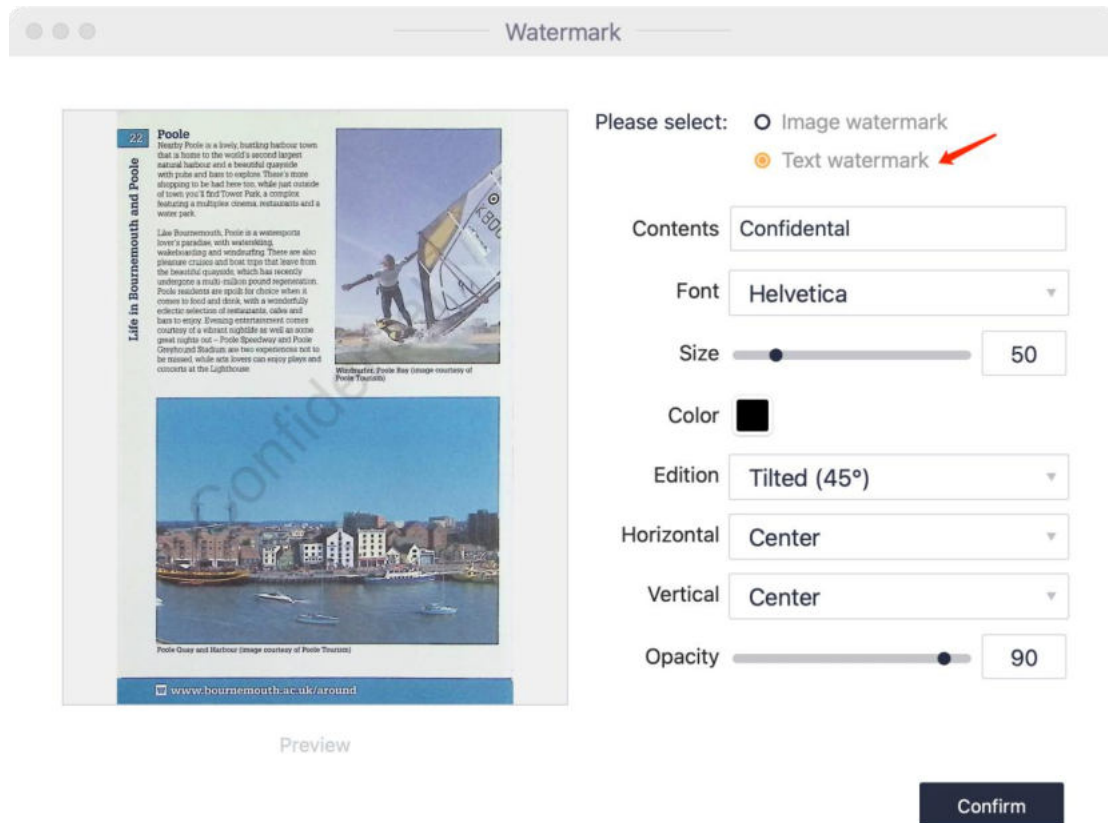 Watermark
22
Life in Bournemouth and Poole
Poole
Nearby Poole is a lively, bustling harbour town
that is home to the world's second largest
natural harbour and a beautiful quayside
with pubs and bars to explore. There's more
shopping to be had here too, while just outside
of town you'll find Tower Park, a complex
featuring a multiplex cinema, restaurants and a
water park.
Like Bournemouth, Poole is a watersports
lover's paradise, with waterskiing,
wakeboarding and windsurfing. There are also
pleasure cruises and boat trips that leave from
the beautiful quayside, which has recently
undergone a multi-million pound regeneration.
Poole residents are spoilt for choice when it
comes to food and drink, with a wonderfully
eclectic selection of restaurants, cafes and
bars to enjoy. Evening entertainment comes
courtesy of a vibrant nightlife as well as some
great nights out – Poole Speedway and Poole
Greyhound Stadium are two experiences not to
be missed, while arts lovers can enjoy plays and
concerts at the Lighthouse.
Windsurfer, Poole Bay (image courtesy of
Poole Tourism)
Poole Quay and Harbour (image courtesy of Poole Tourism)
www.bournemouth.ac.uk/around
Preview
Please select:
Image watermark
Text watermark
Contents Confidental
Font Helvetica
Size 50
Color
Edition Tilted (45°)
Horizontal Center
Vertical Center
Opacity 90
Confirm